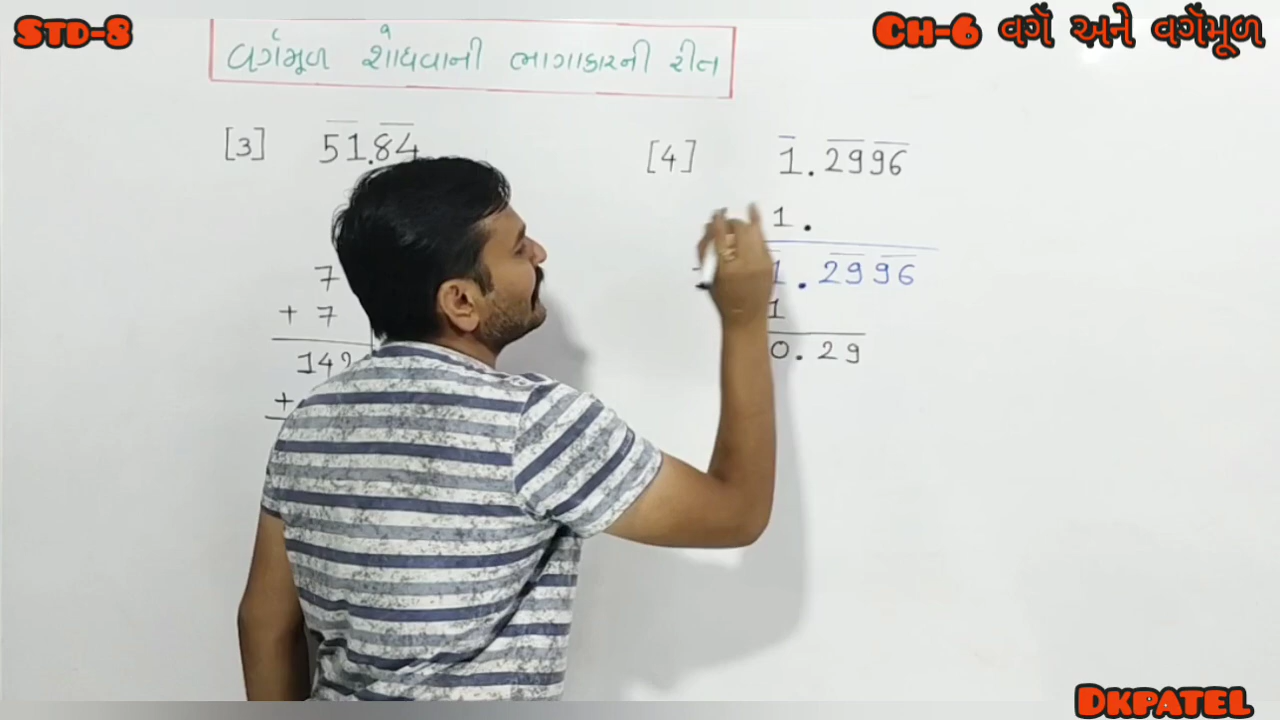 Std-8
Ch-6 વર્ગ અને વર્ગમૂળ
વર્ગમૂળ શોધવાની ભાગાકારની રીત
[3] 51.84
7
+ 7
149
+
[4] 1.2996
1.
1.2996
1
0.29
DKPATEL